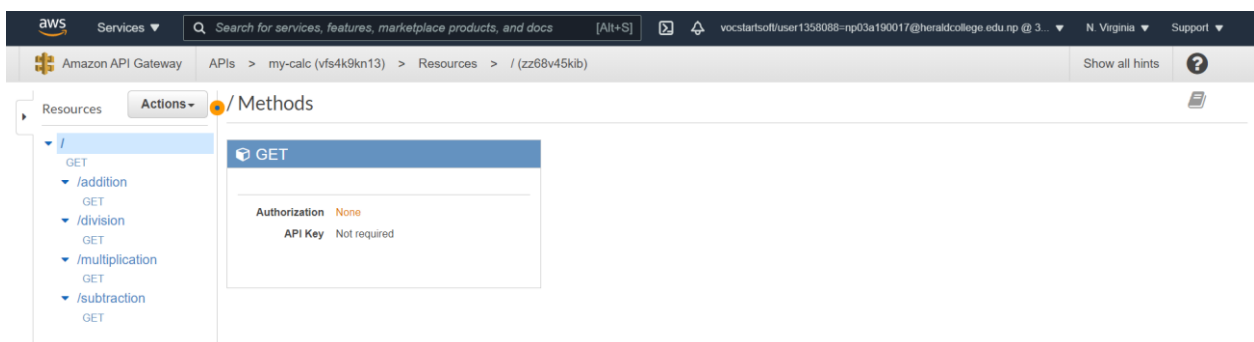 aws Services ▼ Search for services, features, marketplace products, and docs [Alt+S] vocstartsoft/user1358088=np03a190017@heraldcollege.edu.np @ 3... ▼ N. Virginia ▼ Support ▼
Amazon API Gateway APIs > my-calc (vfs4k9kn13) > Resources > / (zz68v45kib) Show all hints ?
Resources Actions / Methods
/
GET
/addition
GET
/division
GET
/multiplication
GET
/subtraction
GET
GET
Authorization None
API Key Not required